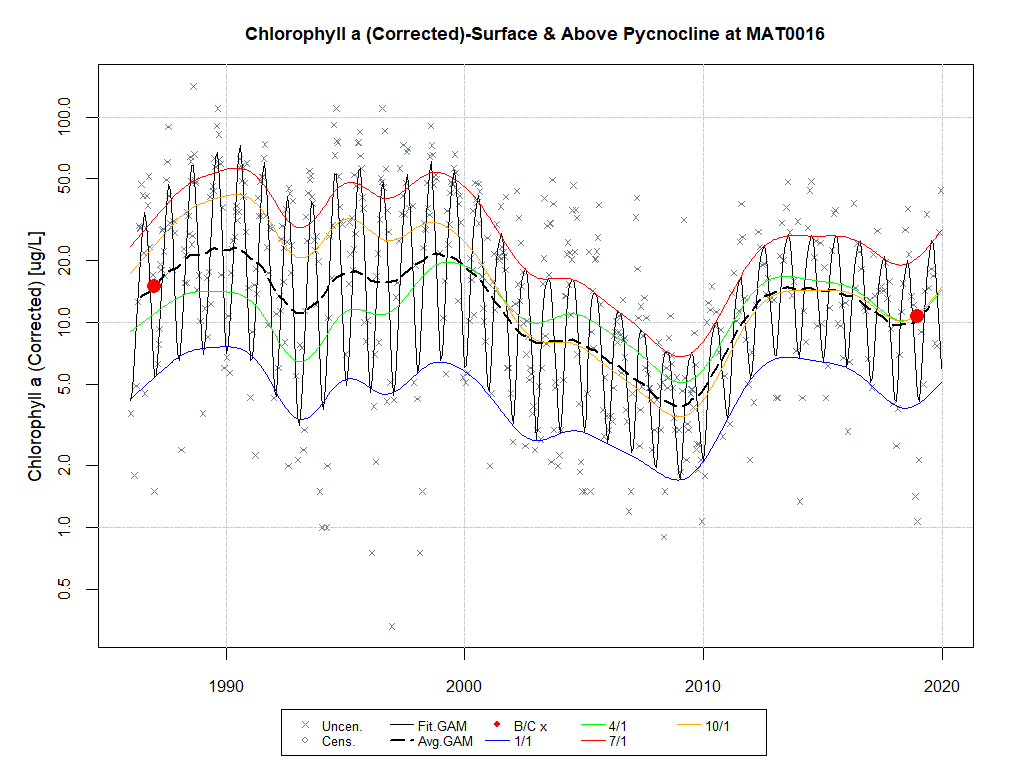 Chlorophyll a (Corrected)-Surface & Above Pycnocline at MAT0016
Chlorophyll a (Corrected) [ug/L]
100.0
50.0
20.0
10.0
5.0
2.0
1.0
0.5
1990 2000 2010 2020
Uncen. Fit.GAM B/C x 4/1 10/1
Cens. Avg.GAM 1/1 7/1